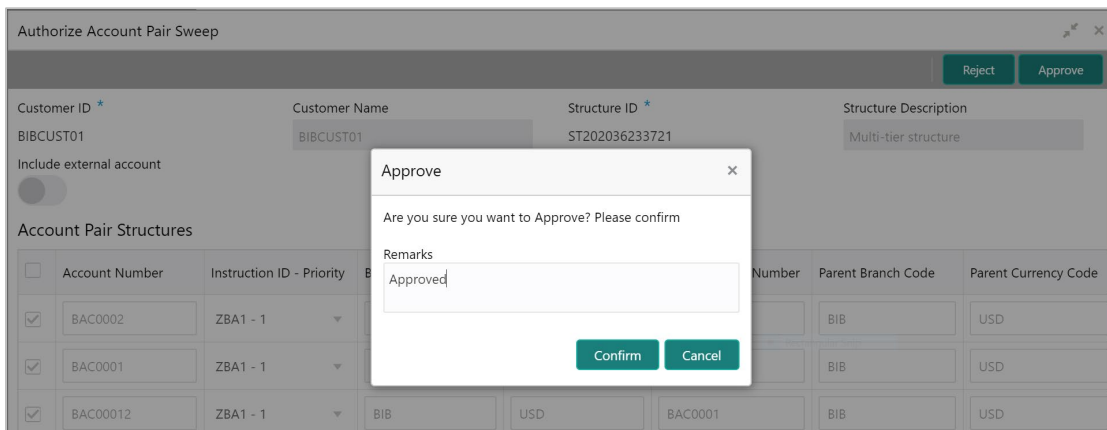 Authorize Account Pair Sweep
Reject Approve
Customer ID * Customer Name Structure ID * Structure Description
BIBCUST01 BIBCUST01 ST202036233721 Multi-tier structure
Include external account
Approve
Are you sure you want to Approve? Please confirm
Remarks
Approved
Confirm Cancel
Account Pair Structures
Account Number Instruction ID - Priority B Number Parent Branch Code Parent Currency Code
BAC0002 ZBA1 - 1 BIB USD
BAC0001 ZBA1 - 1 BIB USD
BAC00012 ZBA1 - 1 BIB USD BAC0001 BIB USD